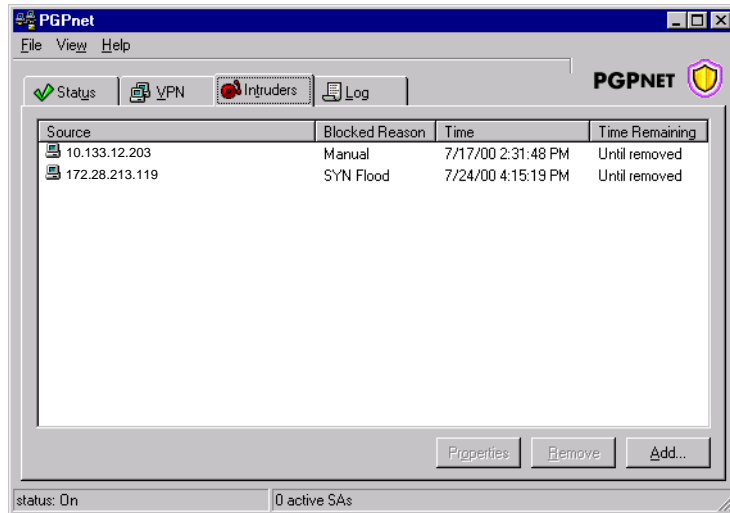 PGPnet
File View Help
PGPNET
Status VPN Intruders Log
Source Blocked Reason Time Time Remaining
10.133.12.203 Manual 7/17/00 2:31:48 PM Until removed
172.28.213.119 SYN Flood 7/24/00 4:15:19 PM Until removed
Properties Remove Add...
status: On 0 active SAs